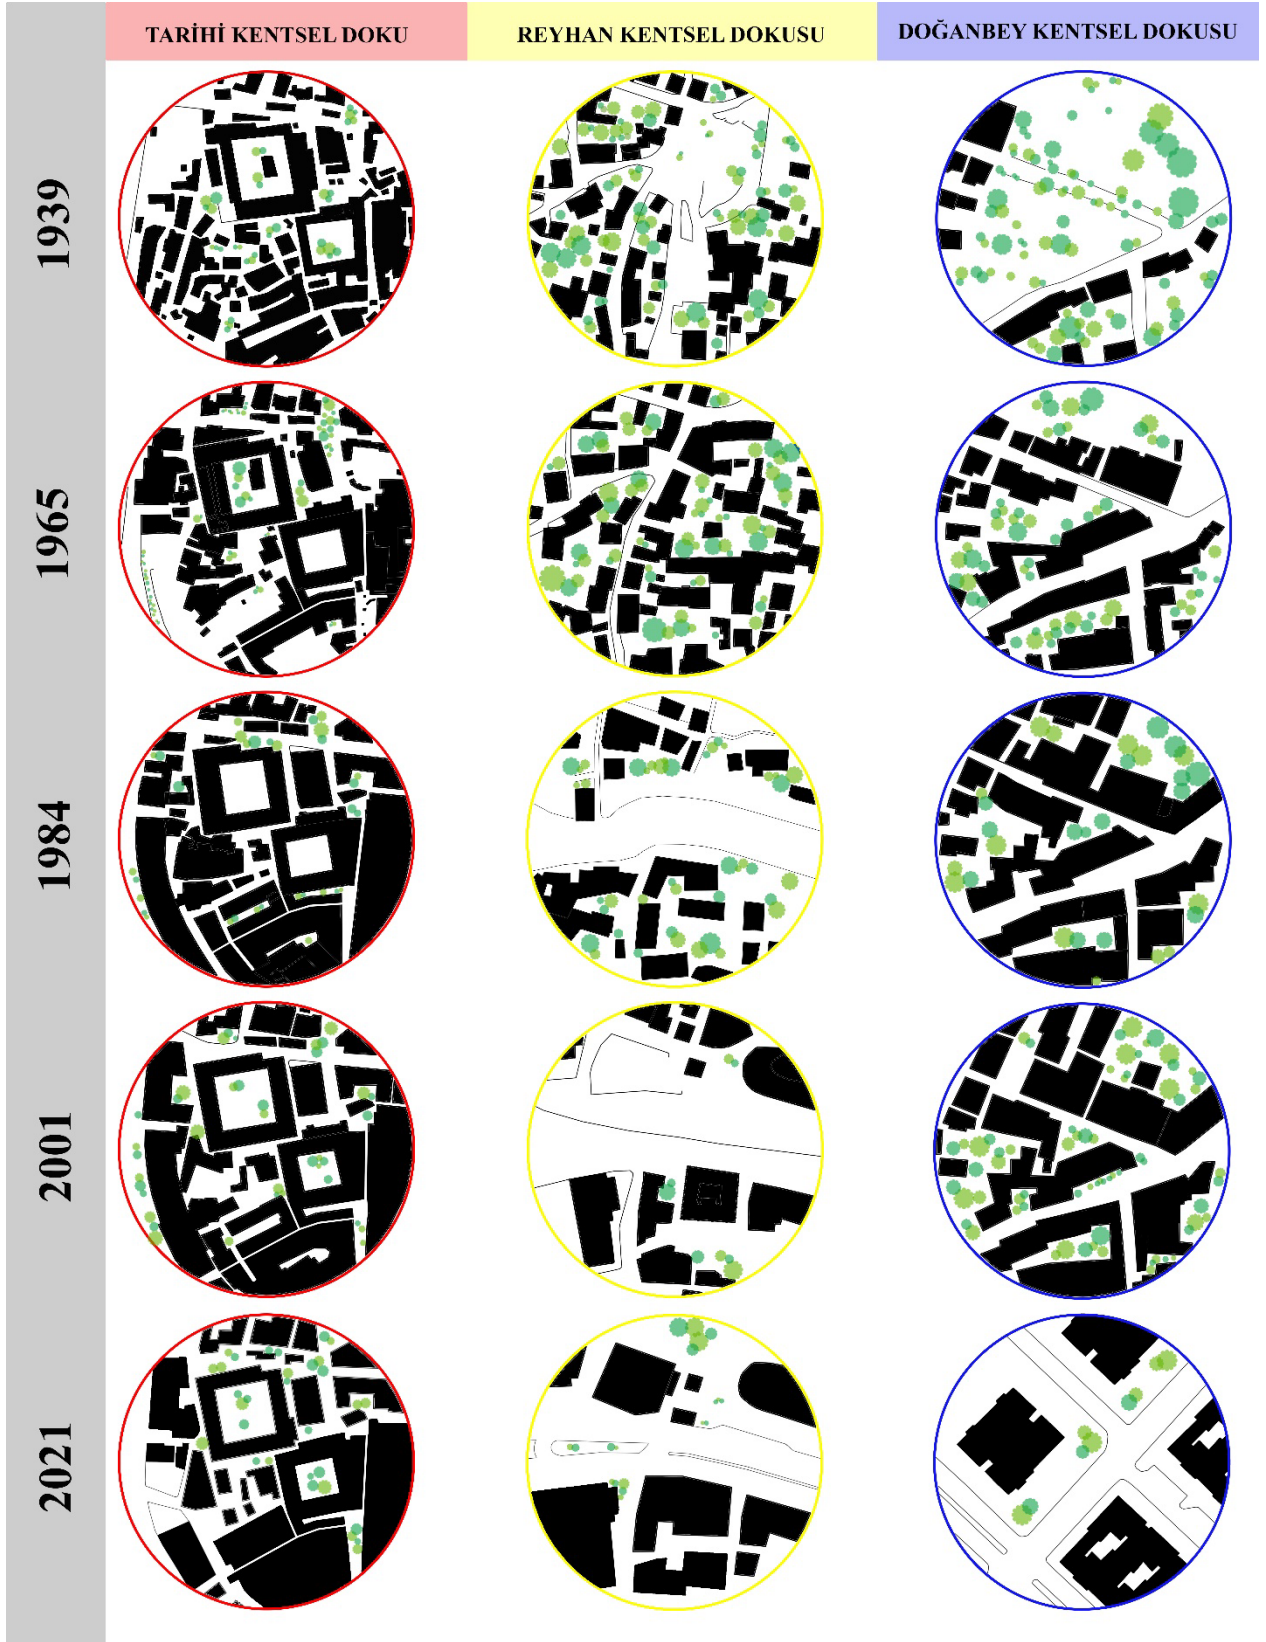 TARİHİ KENTSEL DOKU
REYHAN KENTSEL DOKUSU
DOĞANBEY KENTSEL DOKUSU
1939
1965
1984
2001
2021